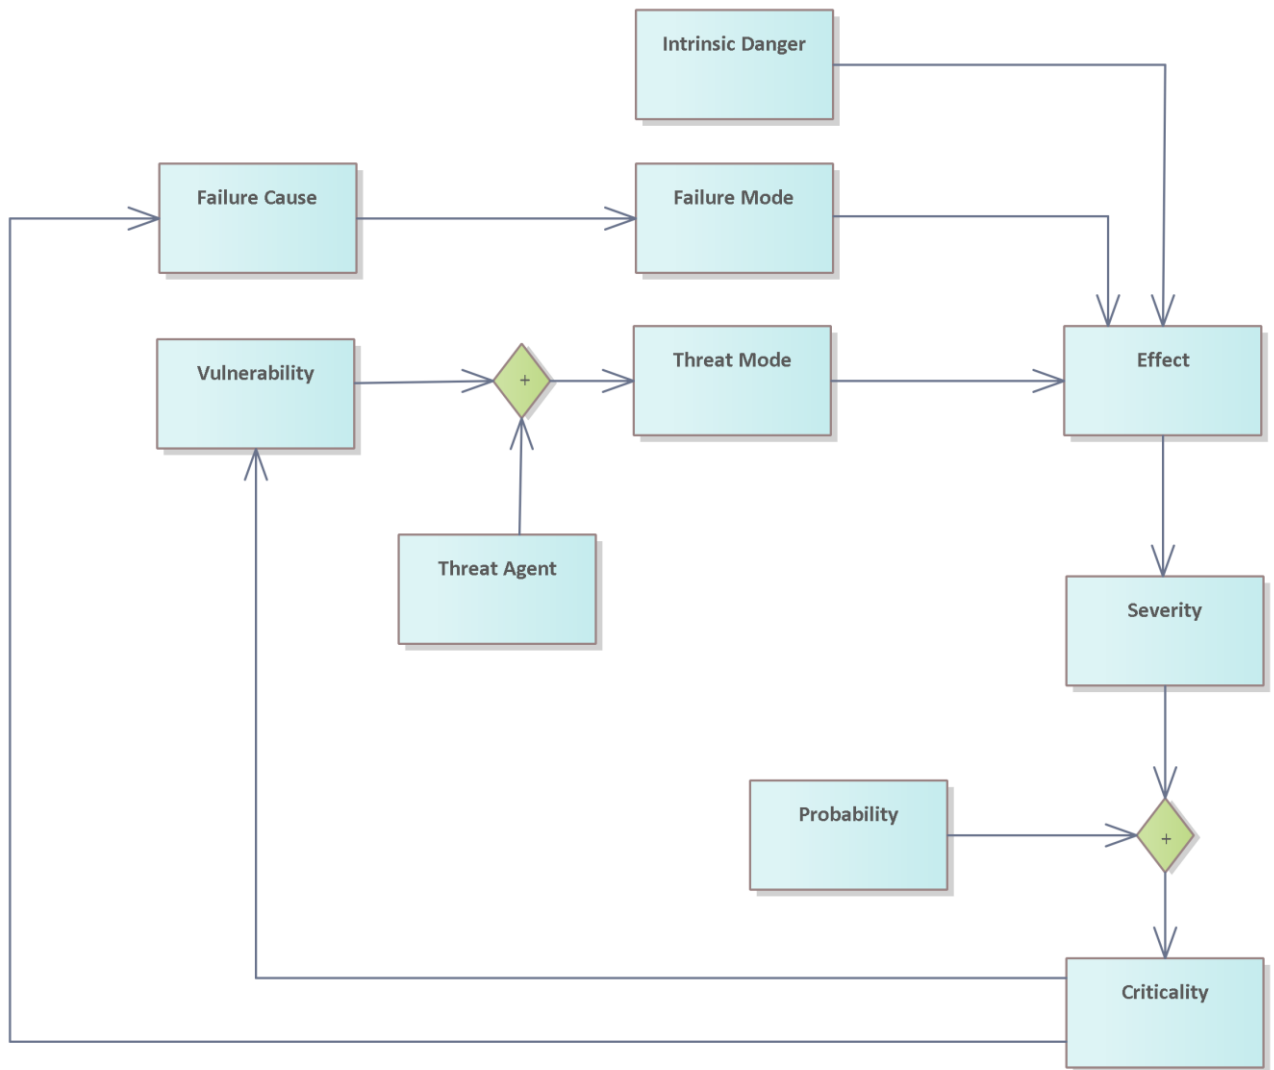 Intrinsic Danger
Failure Cause
Failure Mode
Vulnerability
+
Threat Mode
Effect
Threat Agent
Severity
Probability
+
Criticality